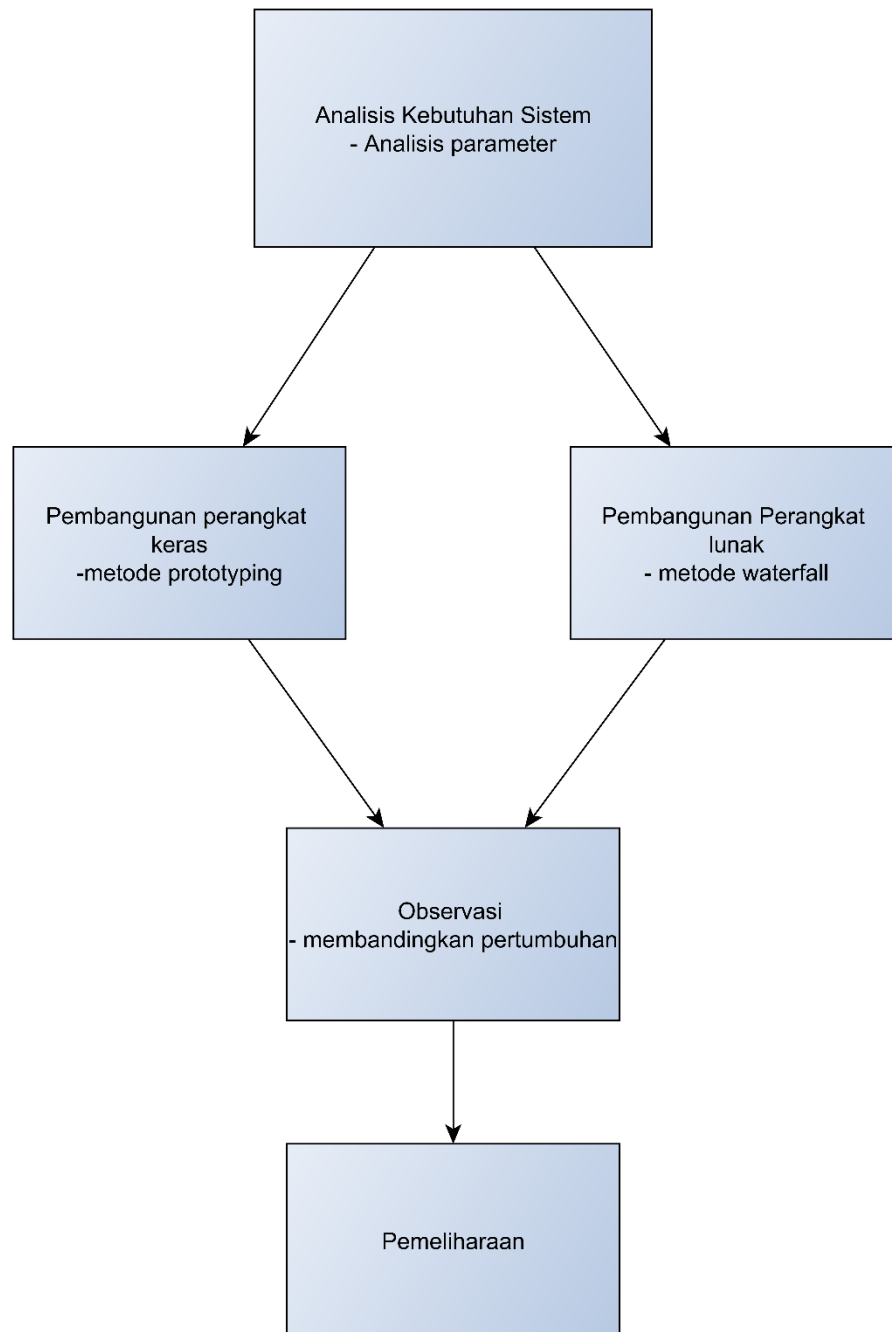 Analisis Kebutuhan Sistem
- Analisis parameter
Pembangunan perangkat
keras
-metode prototyping
Pembangunan Perangkat
lunak
- metode waterfall
Observasi
- membandingkan pertumbuhan
Pemeliharaan